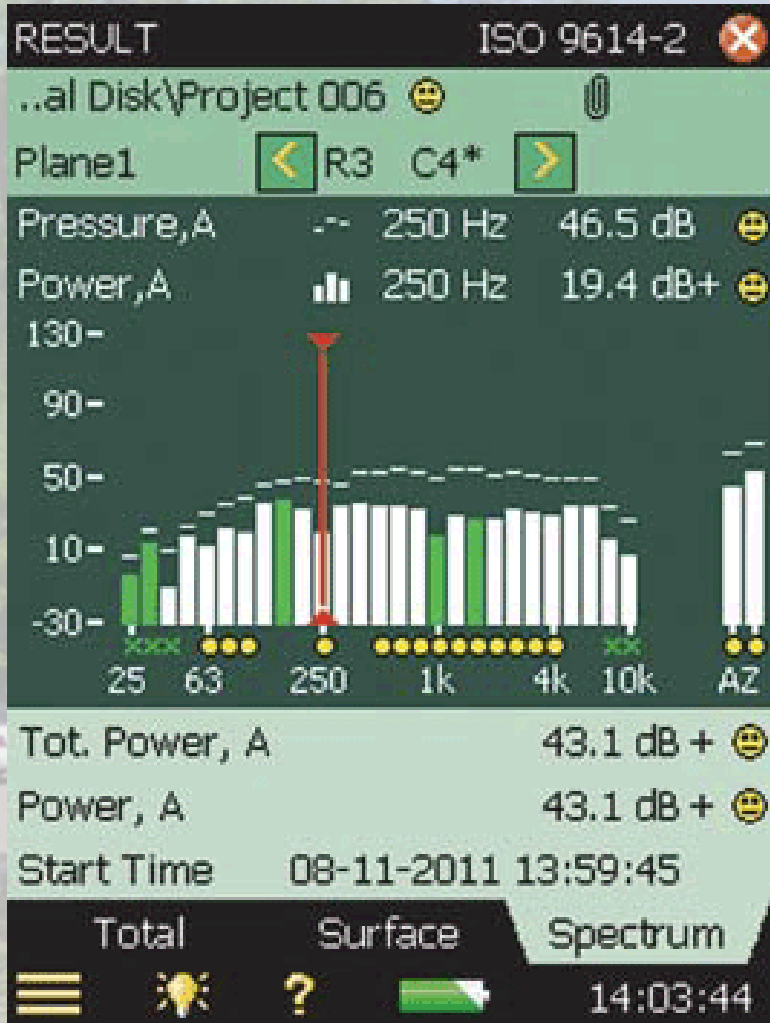 RESULT ISO 9614-2
..al Disk\Project 006
Plane1 R3 C4*
Pressure,A 250 Hz 46.5 dB
Power,A 250 Hz 19.4 dB+
130
90
50
10
-30
25 63 250 1k 4k 10k AZ
Tot. Power, A 43.1 dB +
Power, A 43.1 dB +
Start Time 08-11-2011 13:59:45
Total Surface Spectrum
? 14:03:44